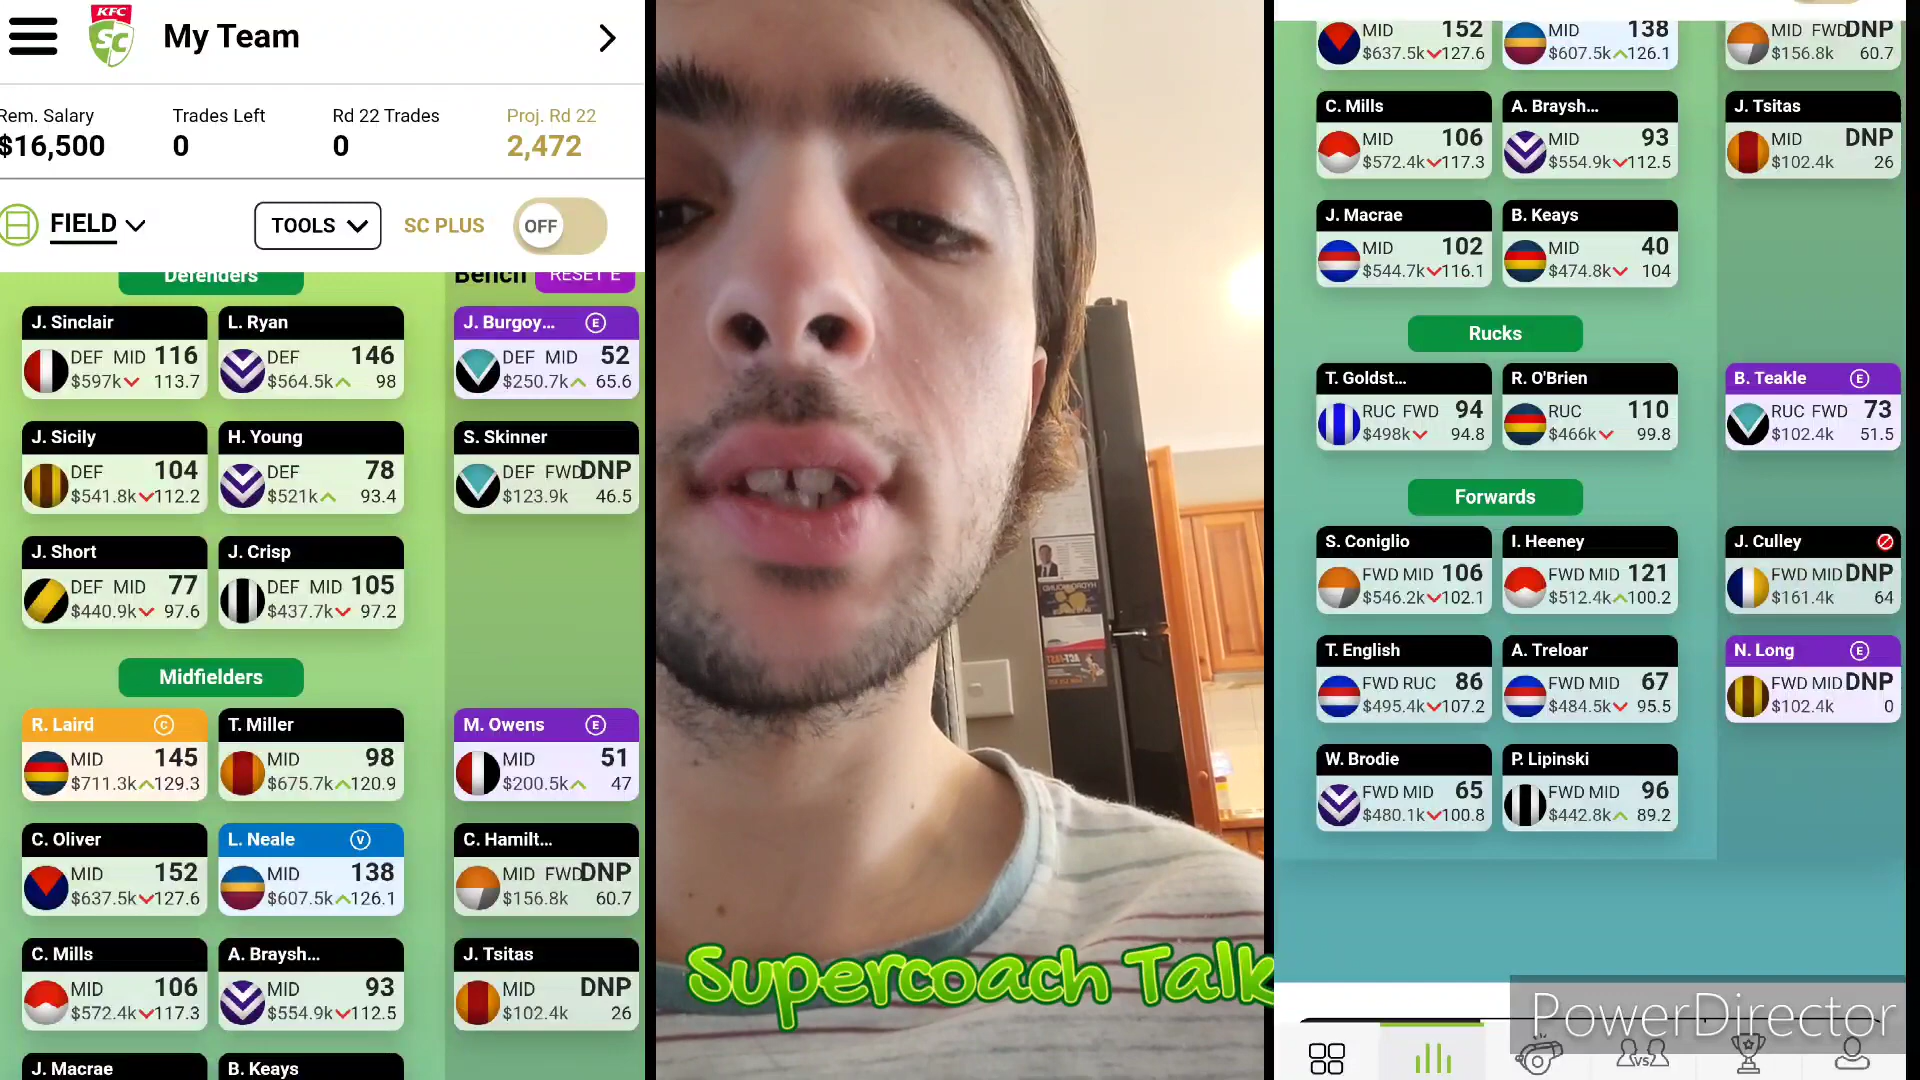 KFC
SC
My Team
Rem. Salary
$16,500
Trades Left
0
Rd 22 Trades
0
Proj. Rd 22
2,472
FIELD
TOOLS
SC PLUS
OFF
Defenders
Bench
RESET E
J. Sinclair
DEF MID 116
$597k 113.7
L. Ryan
DEF 146
$564.5k 98
J. Burgoy... E
DEF MID 52
$250.7k 65.6
J. Sicily
DEF 104
$541.8k 112.2
H. Young
DEF 78
$521k 93.4
S. Skinner
DEF FWD DNP
$123.9k 46.5
J. Short
DEF MID 77
$440.9k 97.6
J. Crisp
DEF MID 105
$437.7k 97.2
Midfielders
R. Laird C
MID 145
$711.3k 129.3
T. Miller
MID 98
$675.7k 120.9
M. Owens E
MID 51
$200.5k 47
C. Oliver
MID 152
$637.5k 127.6
L. Neale V
MID 138
$607.5k 126.1
C. Hamilt...
MID FWD DNP
$156.8k 60.7
C. Mills
MID 106
$572.4k 117.3
A. Braysh...
MID 93
$554.9k 112.5
J. Tsitas
MID DNP
$102.4k 26
J. Macrae
B. Keays
Supercoach Talk
MID 152
$637.5k 127.6
MID 138
$607.5k 126.1
MID FWD DNP
$156.8k 60.7
C. Mills
MID 106
$572.4k 117.3
A. Braysh...
MID 93
$554.9k 112.5
J. Tsitas
MID DNP
$102.4k 26
J. Macrae
MID 102
$544.7k 116.1
B. Keays
MID 40
$474.8k 104
Rucks
T. Goldst...
RUC FWD 94
$498k 94.8
R. O'Brien
RUC 110
$466k 99.8
B. Teakle E
RUC FWD 73
$102.4k 51.5
Forwards
S. Coniglio
FWD MID 106
$546.2k 102.1
I. Heeney
FWD MID 121
$512.4k 100.2
J. Culley
FWD MID DNP
$161.4k 64
T. English
FWD RUC 86
$495.4k 107.2
A. Treloar
FWD MID 67
$484.5k 95.5
N. Long E
FWD MID DNP
$102.4k 0
W. Brodie
FWD MID 65
$480.1k 100.8
P. Lipinski
FWD MID 96
$442.8k 89.2
PowerDirector
VS